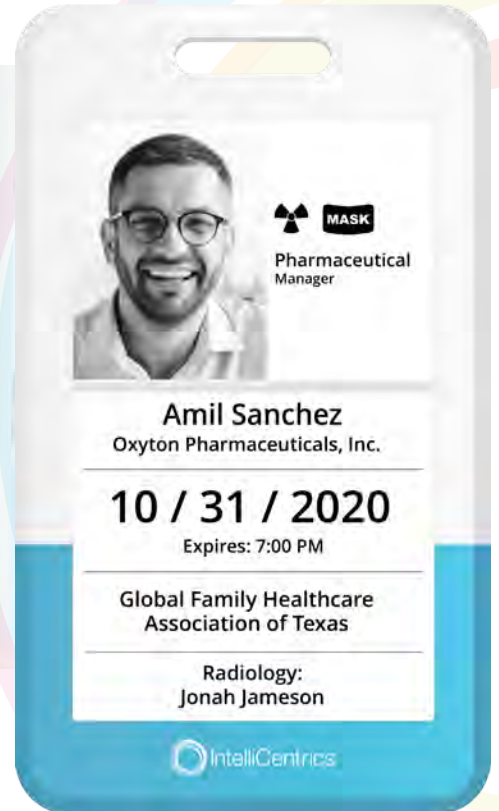 MASK
Pharmaceutical
Manager
Amil Sanchez
Oxyton Pharmaceuticals, Inc.
10 / 31 / 2020
Expires: 7:00 PM
Global Family Healthcare
Association of Texas
Radiology:
Jonah Jameson
IntelliCentrics